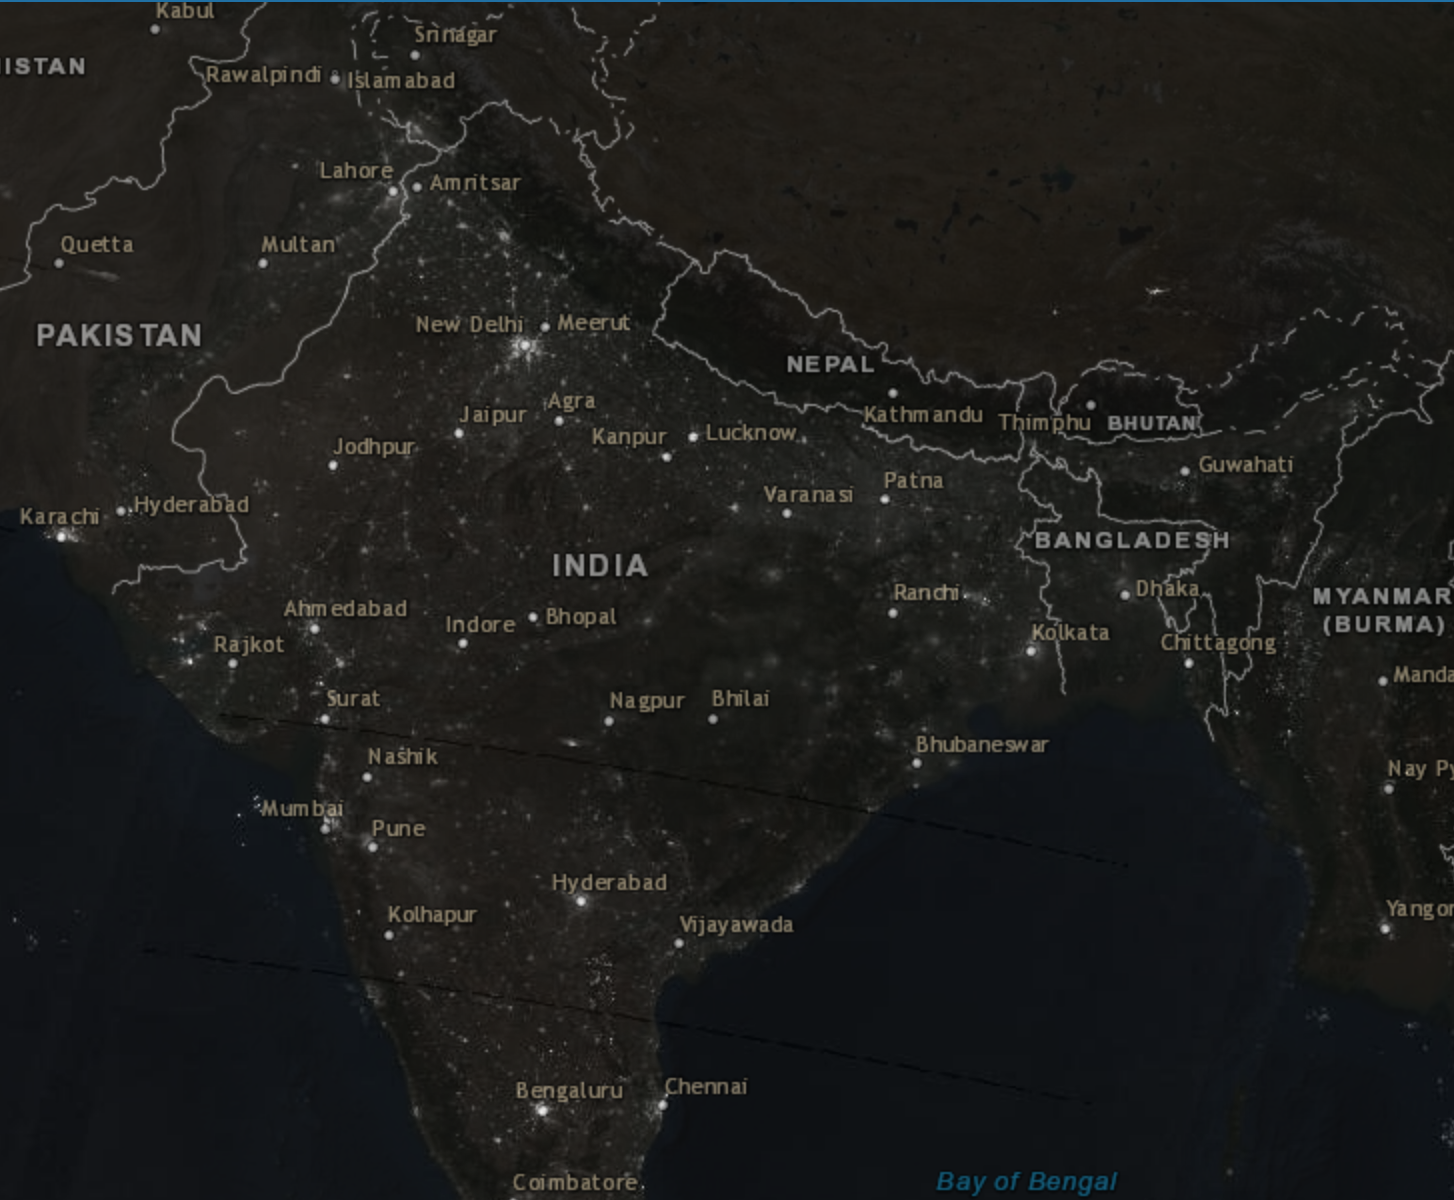 Kabul
Srinagar
ISTAN
Rawalpindi
Islamabad
Lahore
Amritsar
Quetta
Multan
PAKISTAN
New Delhi
Meerut
NEPAL
Jaipur
Agra
Kathmandu
Thimphu
BHUTAN
Jodhpur
Kanpur
Lucknow
Guwahati
Varanasi
Patna
Karachi
Hyderabad
BANGLADESH
INDIA
Ranchi
Dhaka
MYANMAR
(BURMA)
Ahmedabad
Indore
Bhopal
Kolkata
Rajkot
Chittagong
Manda
Surat
Nagpur
Bhilai
Nashik
Bhubaneswar
Nay Py
Mumbai
Pune
Hyderabad
Kolhapur
Vijayawada
Yangor
Bengaluru
Chennai
Coimbatore
Bay of Bengal